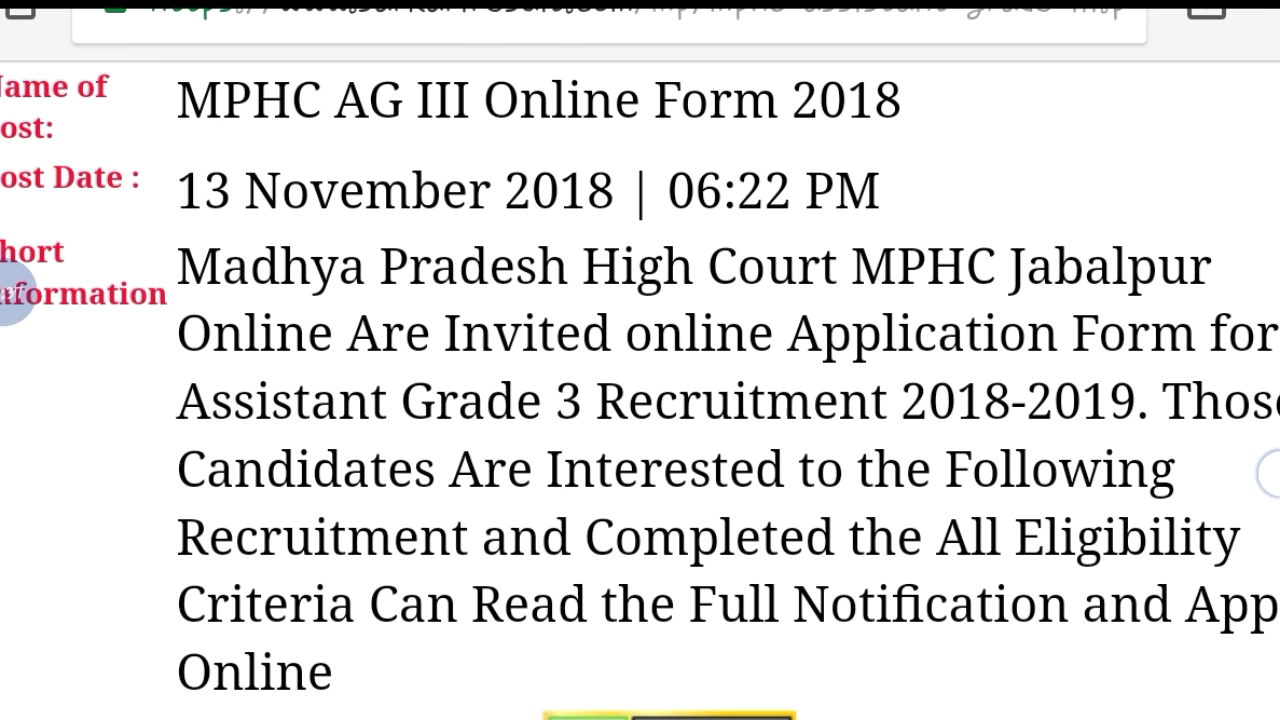 ame of
ost:
MPHC AG III Online Form 2018
ost Date :
13 November 2018 | 06:22 PM
hort
formation
Madhya Pradesh High Court MPHC Jabalpur
Online Are Invited online Application Form for
Assistant Grade 3 Recruitment 2018-2019. Those
Candidates Are Interested to the Following
Recruitment and Completed the All Eligibility
Criteria Can Read the Full Notification and App
Online